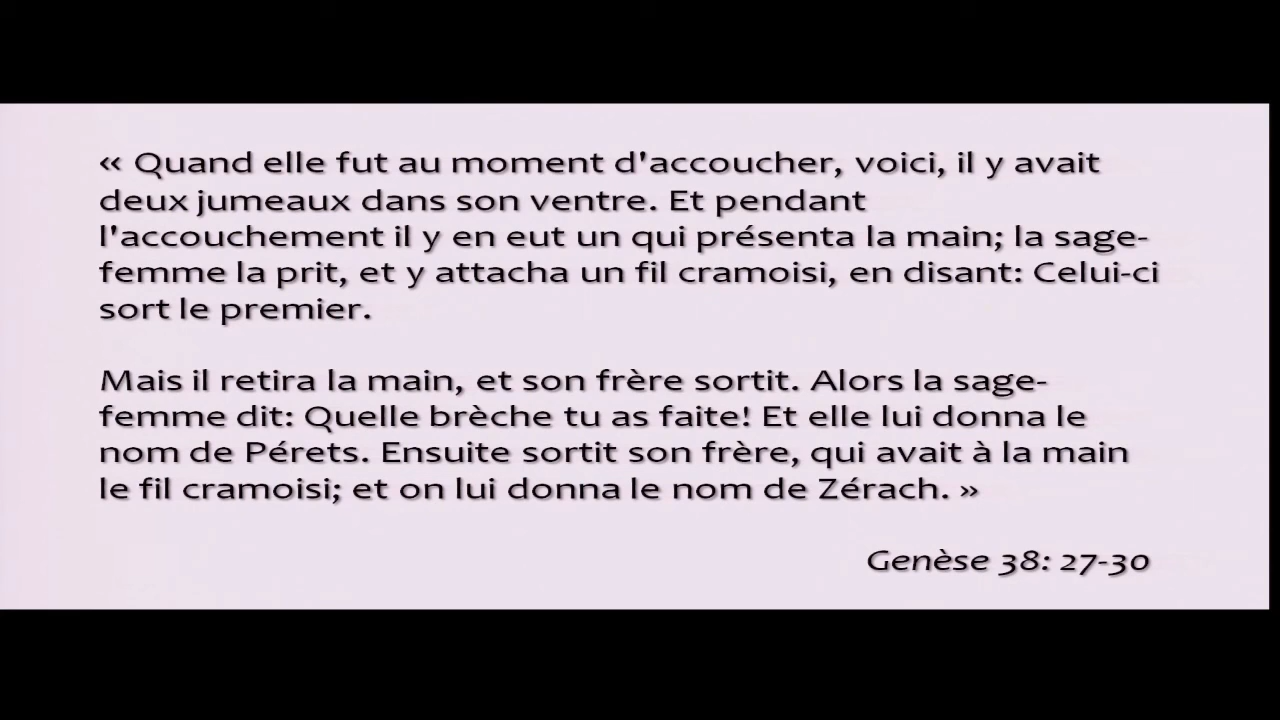 « Quand elle fut au moment d'accoucher, voici, il y avait
deux jumeaux dans son ventre. Et pendant
l'accouchement il y en eut un qui présenta la main; la sage-
femme la prit, et y attacha un fil cramoisi, en disant: Celui-ci
sort le premier.
Mais il retira la main, et son frère sortit. Alors la sage-
femme dit: Quelle brèche tu as faite! Et elle lui donna le
nom de Pérets. Ensuite sortit son frère, qui avait à la main
le fil cramoisi; et on lui donna le nom de Zérach. »
Genèse 38: 27-30